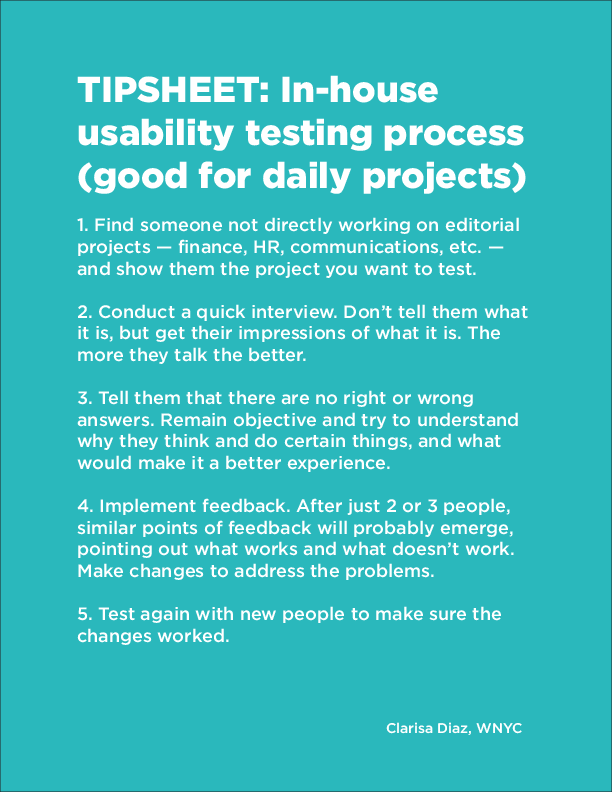 TIPSHEET: In-house
usability testing process
(good for daily projects)
1. Find someone not directly working on editorial
projects — finance, HR, communications, etc. —
and show them the project you want to test.
2. Conduct a quick interview. Don’t tell them what
it is, but get their impressions of what it is. The
more they talk the better.
3. Tell them that there are no right or wrong
answers. Remain objective and try to understand
why they think and do certain things, and what
would make it a better experience.
4. Implement feedback. After just 2 or 3 people,
similar points of feedback will probably emerge,
pointing out what works and what doesn’t work.
Make changes to address the problems.
5. Test again with new people to make sure the
changes worked.
Clarisa Diaz, WNYC